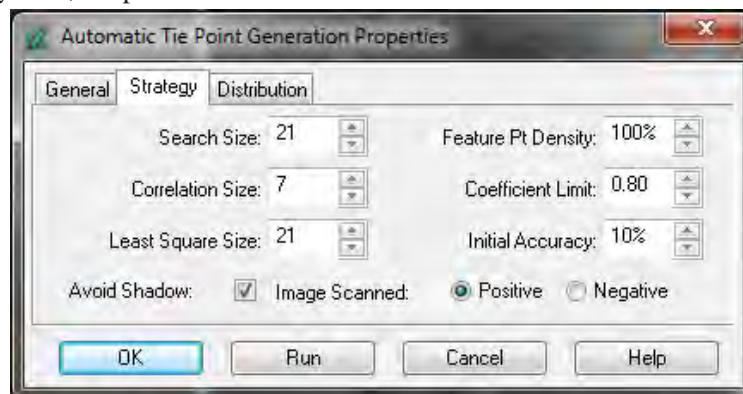 Automatic Tie Point Generation Properties
General Strategy Distribution
Search Size: 21 Feature Pt Density: 100%
Correlation Size: 7 Coefficient Limit: 0.80
Least Square Size: 21 Initial Accuracy: 10%
Avoid Shadow: Image Scanned: Positive Negative
OK Run Cancel Help